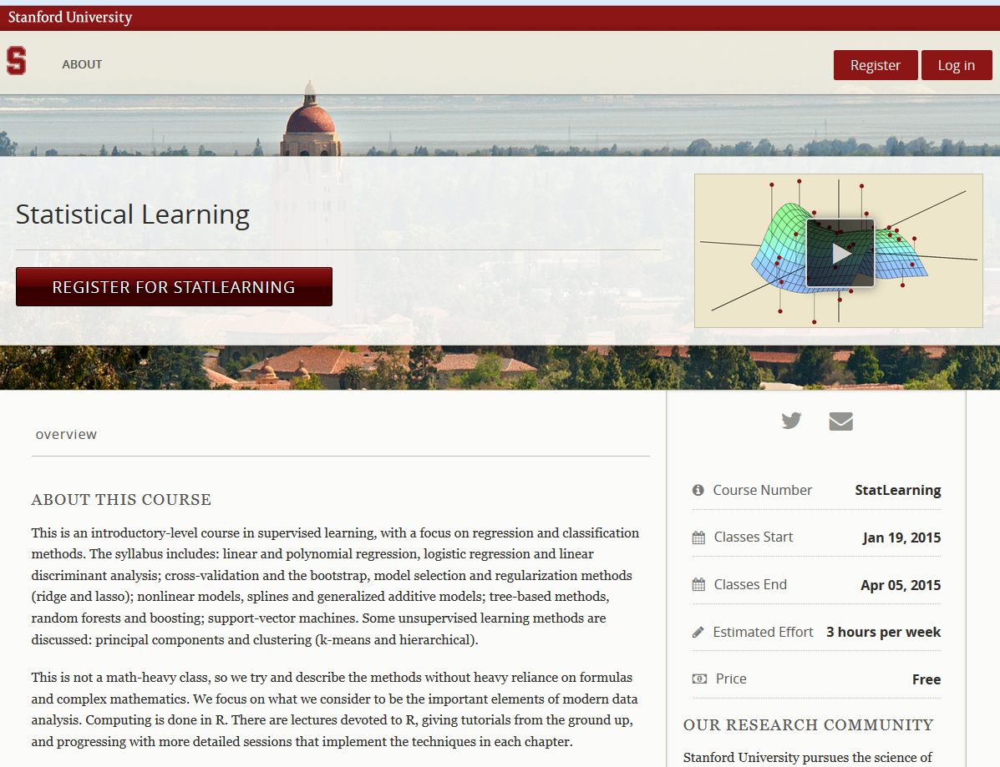 Stanford University
S
ABOUT
Register
Log in
Statistical Learning
REGISTER FOR STATLEARNING
overview
ABOUT THIS COURSE
This is an introductory-level course in supervised learning, with a focus on regression and classification
methods. The syllabus includes: linear and polynomial regression, logistic regression and linear
discriminant analysis; cross-validation and the bootstrap, model selection and regularization methods
(ridge and lasso); nonlinear models, splines and generalized additive models; tree-based methods,
random forests and boosting; support-vector machines. Some unsupervised learning methods are
discussed: principal components and clustering (k-means and hierarchical).
This is not a math-heavy class, so we try and describe the methods without heavy reliance on formulas
and complex mathematics. We focus on what we consider to be the important elements of modern data
analysis. Computing is done in R. There are lectures devoted to R, giving tutorials from the ground up,
and progressing with more detailed sessions that implement the techniques in each chapter.
Course Number StatLearning
Classes Start Jan 19, 2015
Classes End Apr 05, 2015
Estimated Effort 3 hours per week
Price Free
OUR RESEARCH COMMUNITY
Stanford University pursues the science of